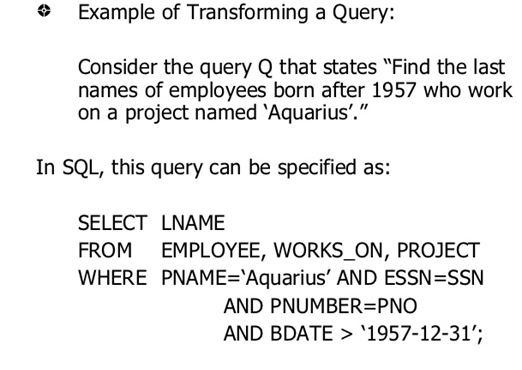 Example of Transforming a Query:
Consider the query Q that states “Find the last
names of employees born after 1957 who work
on a project named ‘Aquarius’.”
In SQL, this query can be specified as:
SELECT LNAME
FROM EMPLOYEE, WORKS_ON, PROJECT
WHERE PNAME=‘Aquarius’ AND ESSN=SSN
AND PNUMBER=PNO
AND BDATE > ‘1957-12-31’;